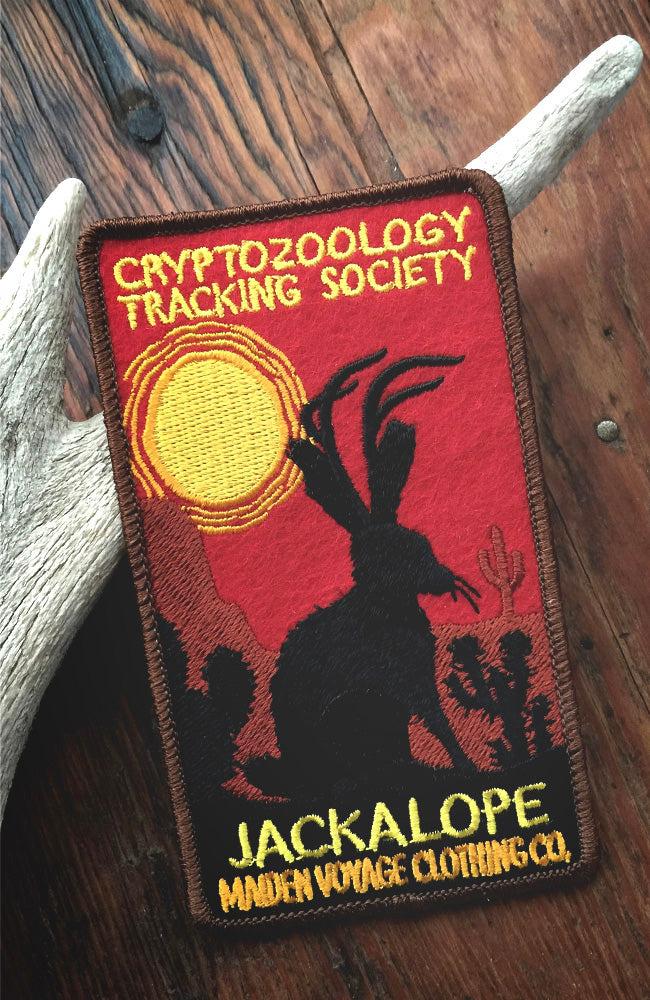 CRYPTOZOOLOGY
TRACKING SOCIETY
JACKALOPE
MAIDEN VOYAGE CLOTHING CO.